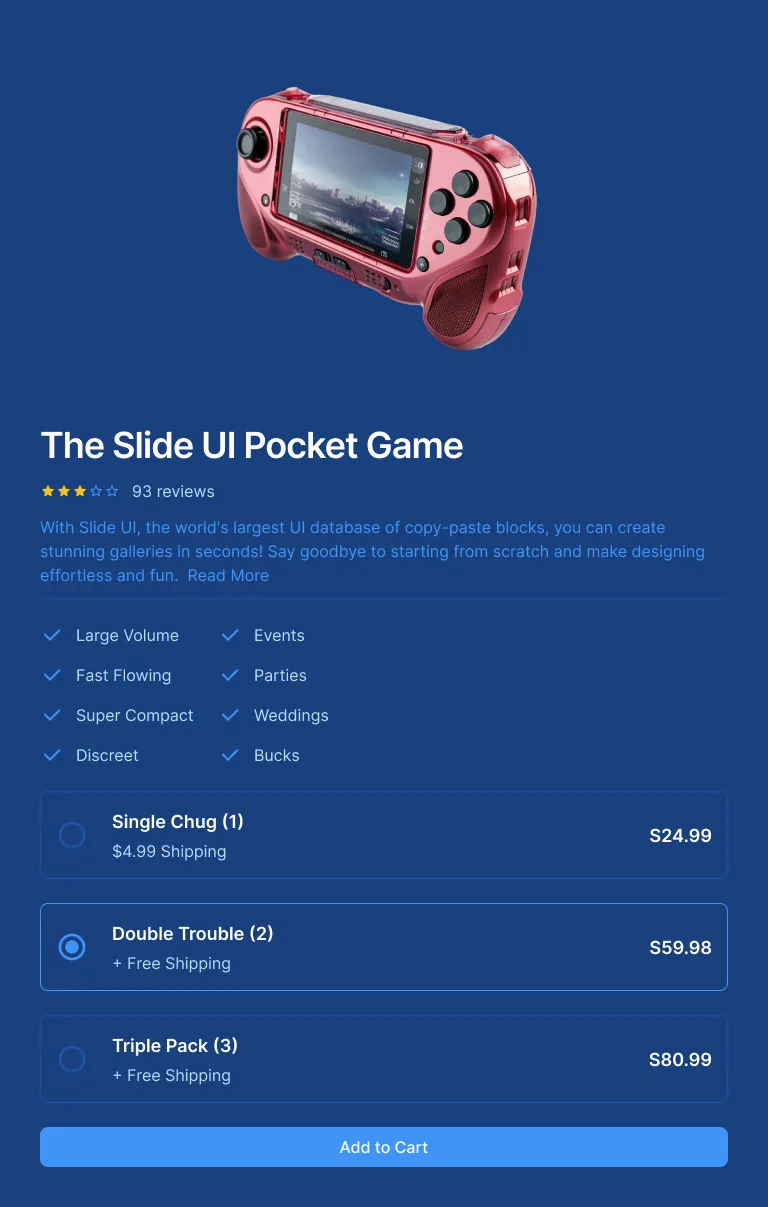 The Slide UI Pocket Game
93 reviews
With Slide UI, the world's largest UI database of copy-paste blocks, you can create
stunning galleries in seconds! Say goodbye to starting from scratch and make designing
effortless and fun. Read More
Large Volume
Events
Fast Flowing
Parties
Super Compact
Weddings
Discreet
Bucks
Single Chug (1)
$4.99 Shipping
$24.99
Double Trouble (2)
+ Free Shipping
$59.98
Triple Pack (3)
+ Free Shipping
$80.99
Add to Cart